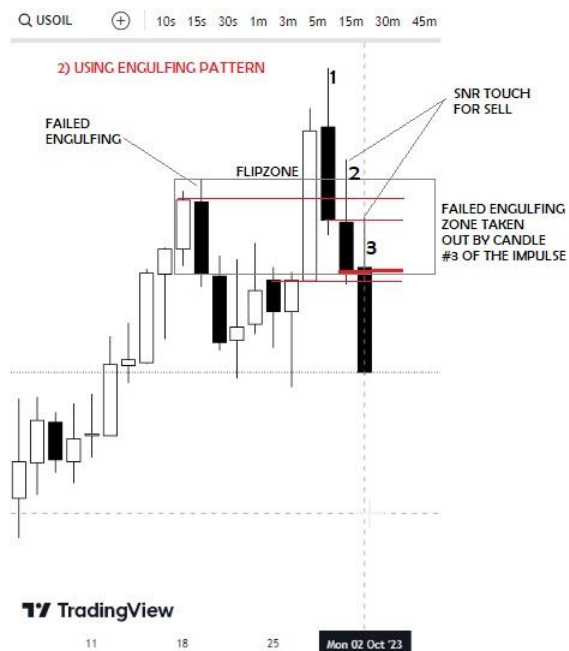 USOIL
10s 15s 30s 1m 3m 5m 15m 30m 45m
2) USING ENGULFING PATTERN
1
SNR TOUCH
FOR SELL
FAILED
ENGULFING
FLIPZONE
2
FAILED ENGULFING
ZONE TAKEN
OUT BY CANDLE
#3 OF THE IMPULSE
3
TradingView
11 18 25 Mon 02 Oct '23